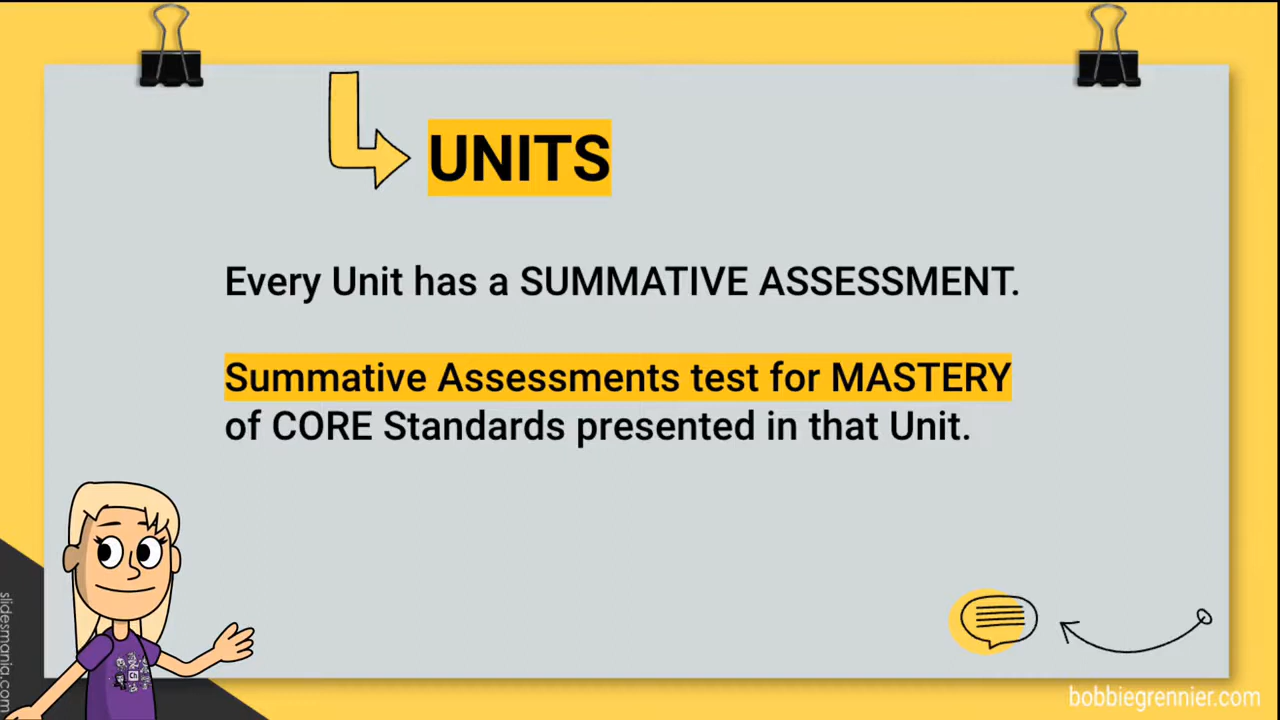 UNITS
Every Unit has a SUMMATIVE ASSESSMENT.
Summative Assessments test for MASTERY
of CORE Standards presented in that Unit.
slidesmania.com
bobbiegrennier.com